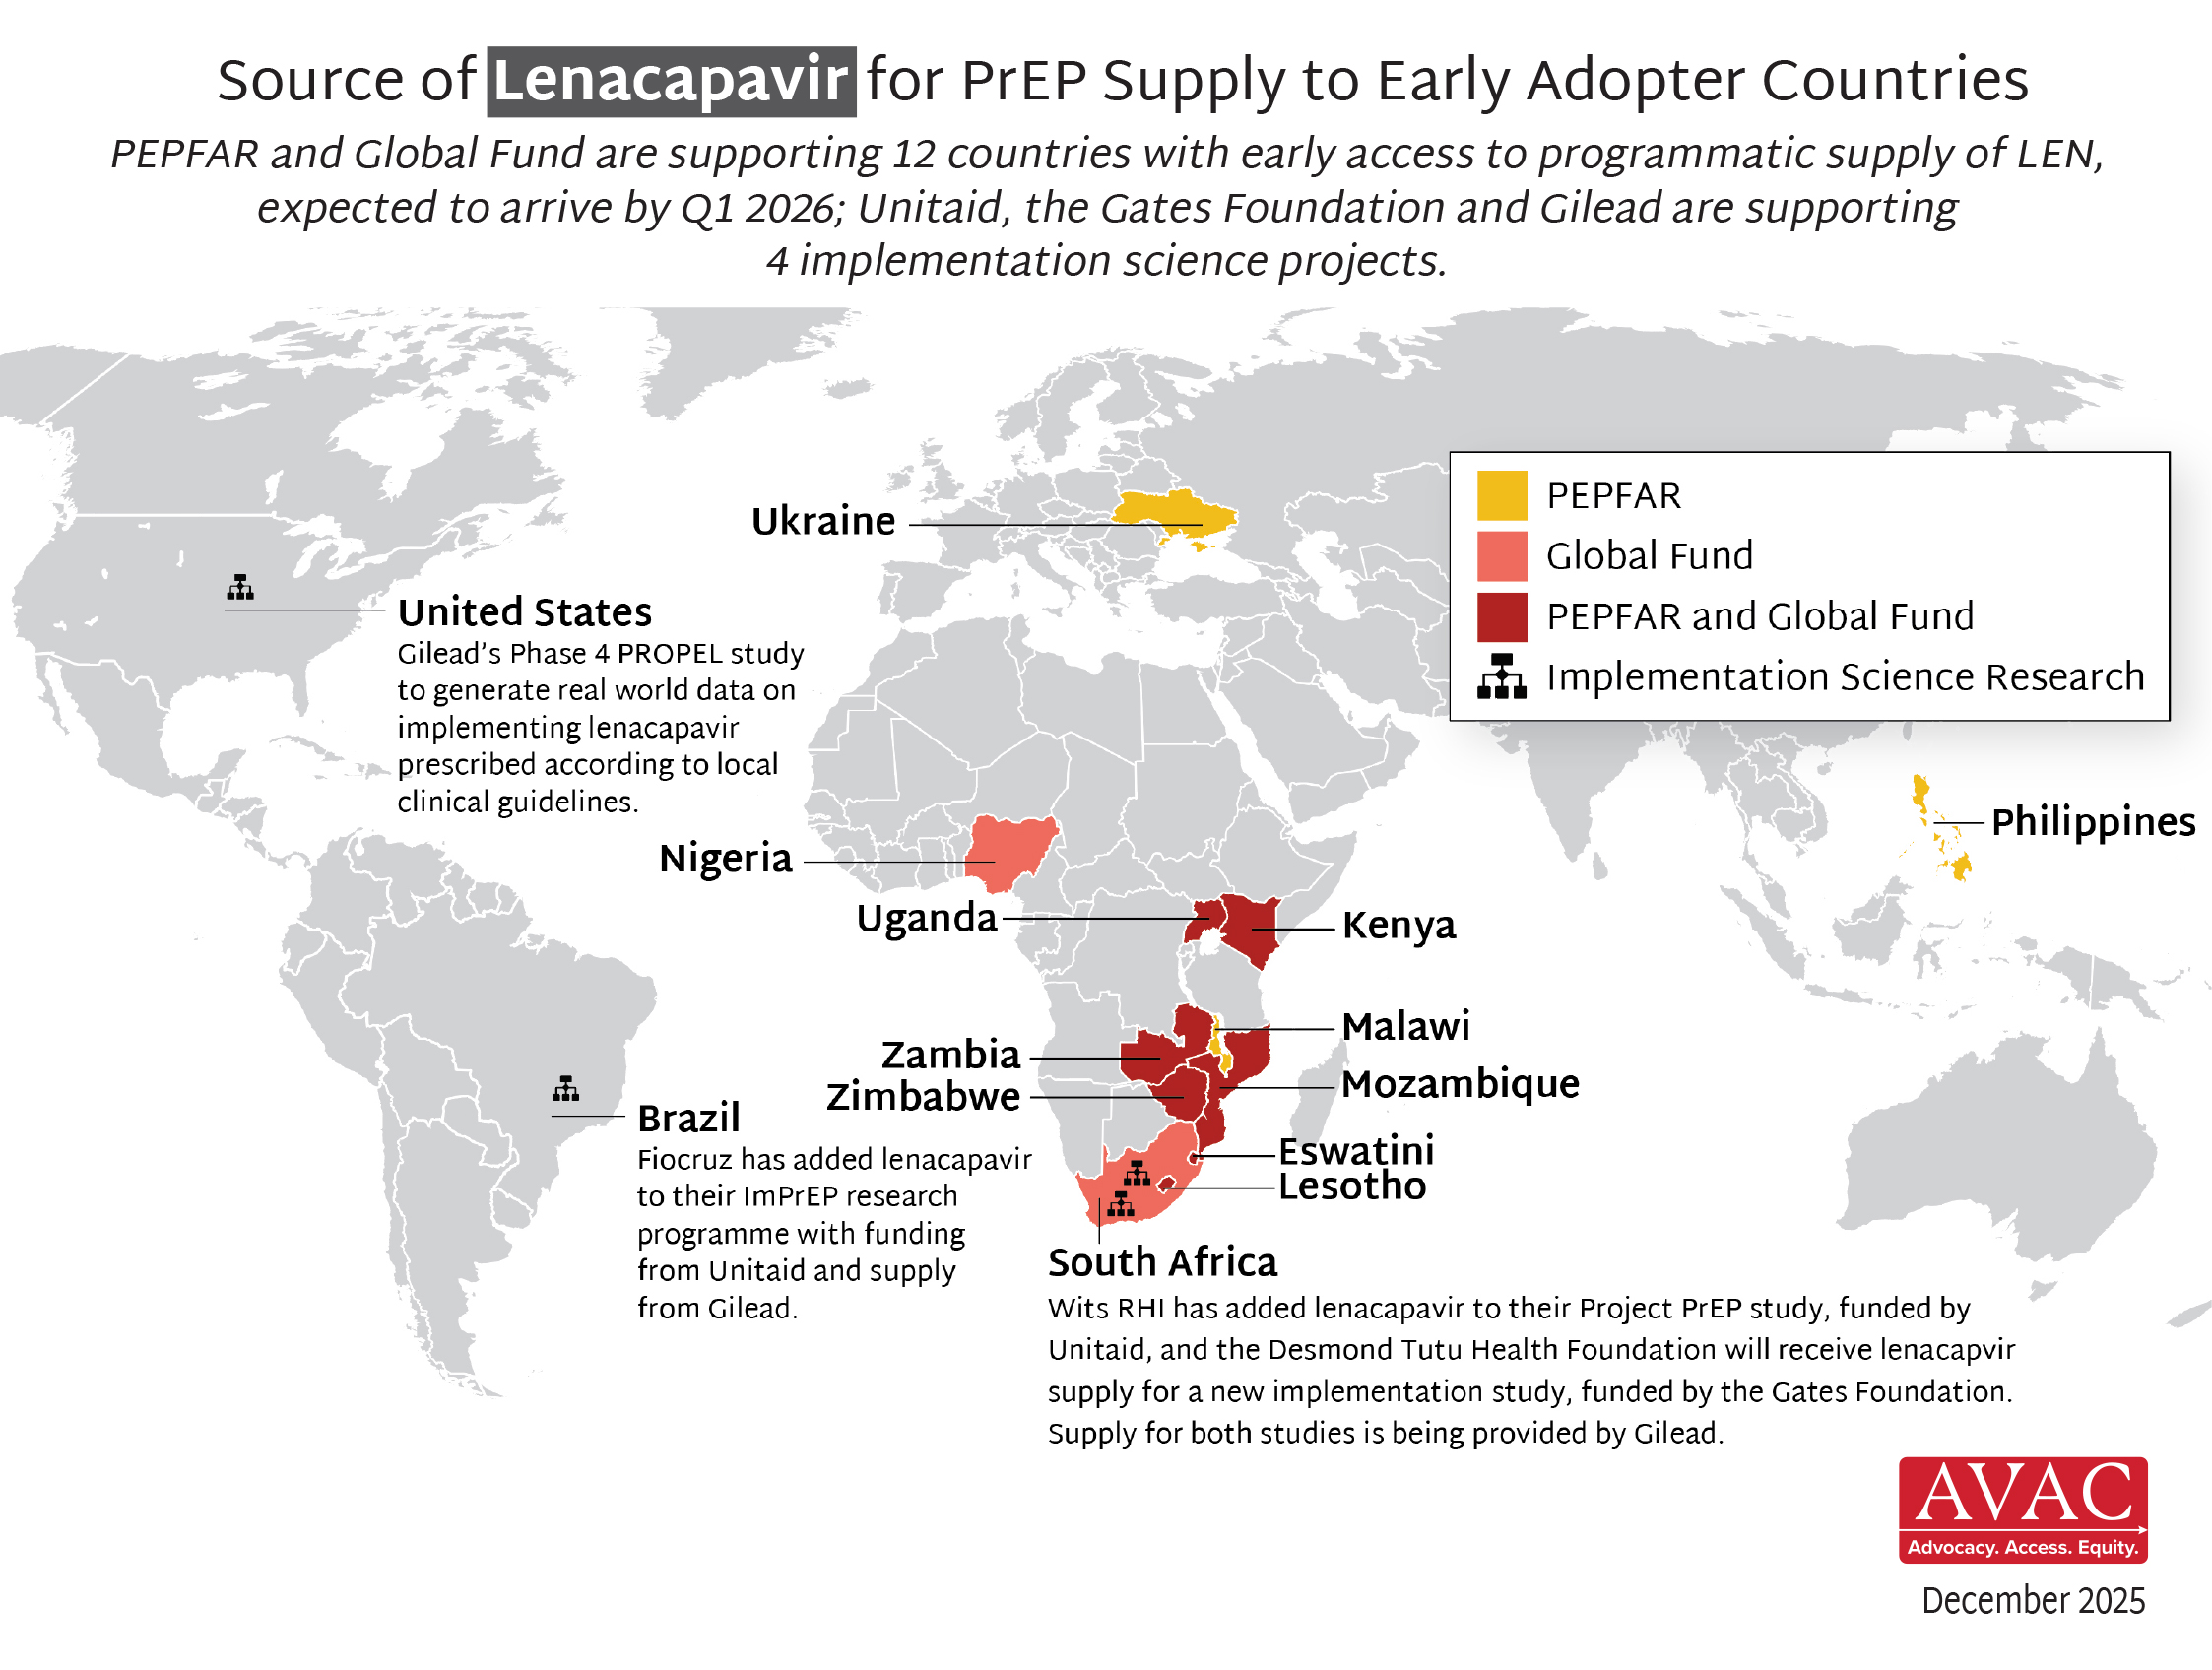 Source of Lenacapavir for PrEP Supply to Early Adopter Countries
PEPFAR and Global Fund are supporting 12 countries with early access to programmatic supply of LEN,
expected to arrive by Q1 2026; Unitaid, the Gates Foundation and Gilead are supporting
4 implementation science projects.
PEPFAR
Global Fund
PEPFAR and Global Fund
Implementation Science Research
Ukraine
United States
Gilead's Phase 4 PROPEL study
to generate real world data on
implementing lenacapavir
prescribed according to local
clinical guidelines.
Philippines
Nigeria
Uganda
Kenya
Malawi
Zambia
Mozambique
Zimbabwe
Brazil
Fiocruz has added lenacapavir
to their ImPrEP research
programme with funding
from Unitaid and supply
from Gilead.
Eswatini
Lesotho
South Africa
Wits RHI has added lenacapavir to their Project PrEP study, funded by
Unitaid, and the Desmond Tutu Health Foundation will receive lenacapvir
supply for a new implementation study, funded by the Gates Foundation.
Supply for both studies is being provided by Gilead.
AVAC
Advocacy. Access. Equity.
December 2025